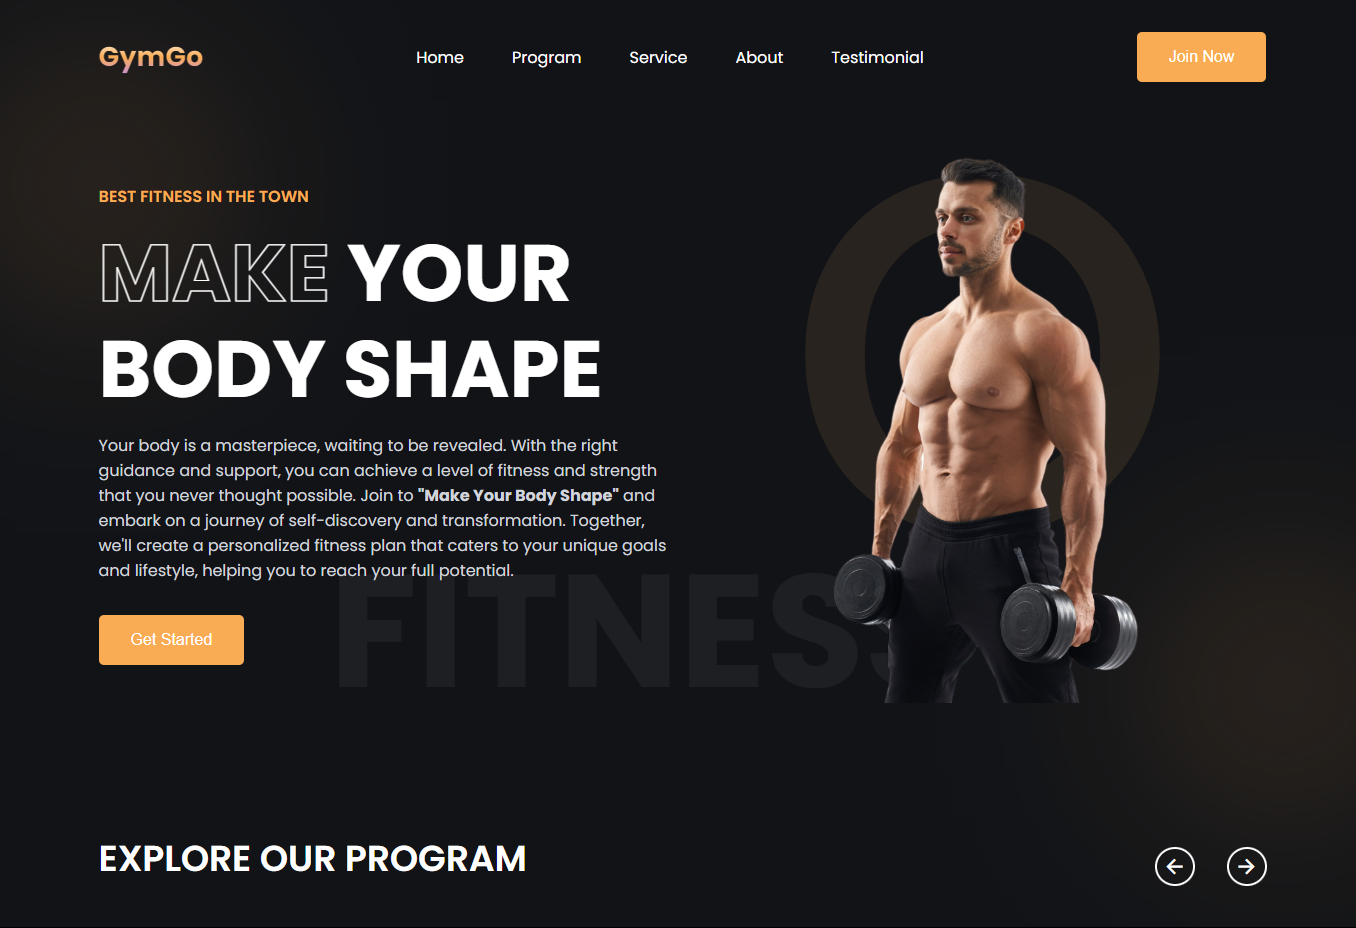 GymGo
Home
Program
Service
About
Testimonial
Join Now
BEST FITNESS IN THE TOWN
MAKE YOUR
BODY SHAPE
Your body is a masterpiece, waiting to be revealed. With the right
guidance and support, you can achieve a level of fitness and strength
that you never thought possible. Join to "Make Your Body Shape" and
embark on a journey of self-discovery and transformation. Together,
we'll create a personalized fitness plan that caters to your unique goals
and lifestyle, helping you to reach your full potential.
FITNESS
Get Started
EXPLORE OUR PROGRAM